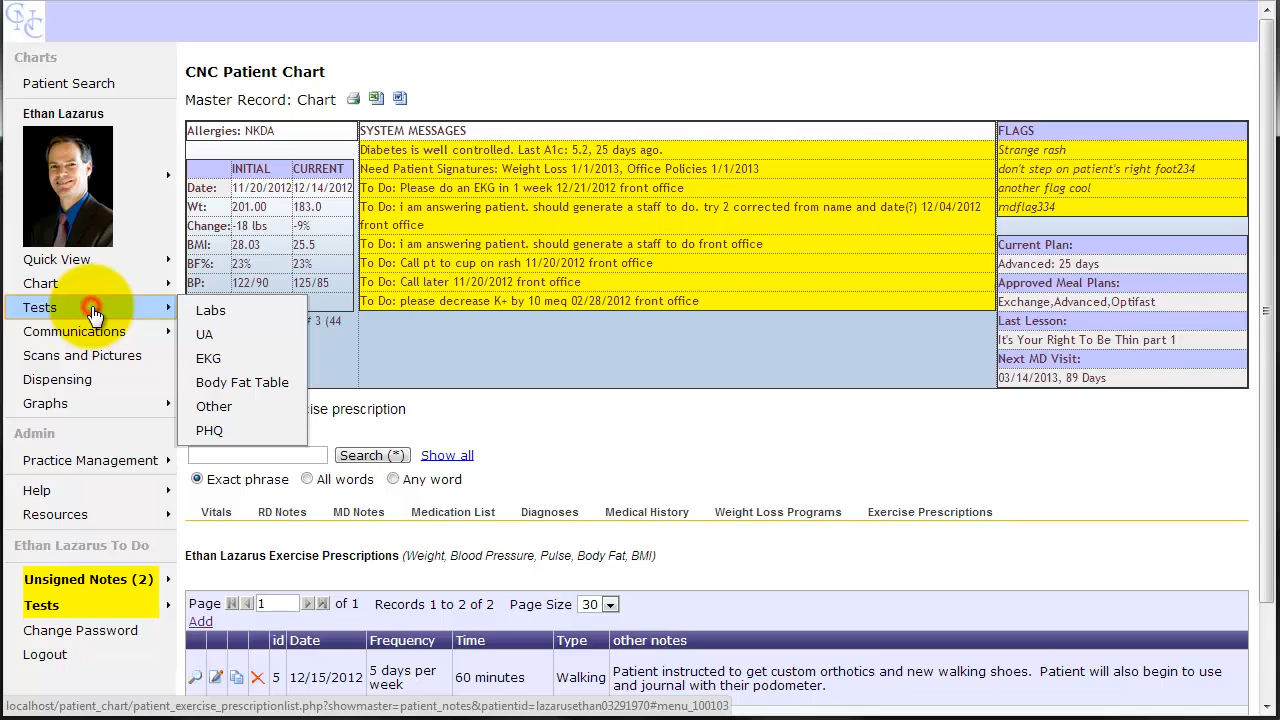 CNC
Charts
Patient Search
Ethan Lazarus
Quick View
Chart
Tests
Communications
Scans and Pictures
Dispensing
Graphs
Admin
Practice Management
Help
Resources
Ethan Lazarus To Do
Unsigned Notes (2)
Tests
Change Password
Logout
Labs
UA
EKG
Body Fat Table
Other
PHQ
CNC Patient Chart
Master Record: Chart
Allergies: NKDA
INITIAL CURRENT
Date: 11/20/2012 12/14/2012
Wt: 201.00 183.0
Change: -18 lbs -9%
BMI: 28.03 25.5
BF%: 23% 23%
BP: 122/90 125/85
# 3 (44
SYSTEM MESSAGES
Diabetes is well controlled. Last A1c: 5.2, 25 days ago.
Need Patient Signatures: Weight Loss 1/1/2013, Office Policies 1/1/2013
To Do: Please do an EKG in 1 week 12/21/2012 front office
To Do: i am answering patient. should generate a staff to do. try 2 corrected from name and date(?) 12/04/2012
front office
To Do: i am answering patient. should generate a staff to do front office
To Do: Call pt to cup on rash 11/20/2012 front office
To Do: Call later 11/20/2012 front office
To Do: please decrease K+ by 10 meq 02/28/2012 front office
FLAGS
Strange rash
don't step on patient's right foot234
another flag cool
mdflag334
Current Plan:
Advanced: 25 days
Approved Meal Plans:
Exchange,Advanced,Optifast
Last Lesson:
It's Your Right To Be Thin part 1
Next MD Visit:
03/14/2013, 89 Days
cise prescription
Search (*) Show all
Exact phrase All words Any word
Vitals RD Notes MD Notes Medication List Diagnoses Medical History Weight Loss Programs Exercise Prescriptions
Ethan Lazarus Exercise Prescriptions (Weight, Blood Pressure, Pulse, Body Fat, BMI)
Page 1 of 1 Records 1 to 2 of 2 Page Size 30
Add
id Date Frequency Time Type other notes
5 12/15/2012 5 days per week 60 minutes Walking Patient instructed to get custom orthotics and new walking shoes. Patient will also begin to use
and journal with their podometer.
localhost/patient_chart/patient_exercise_prescriptionlist.php?showmaster=patient_notes&patientid=lazarusethan03291970#menu_100103